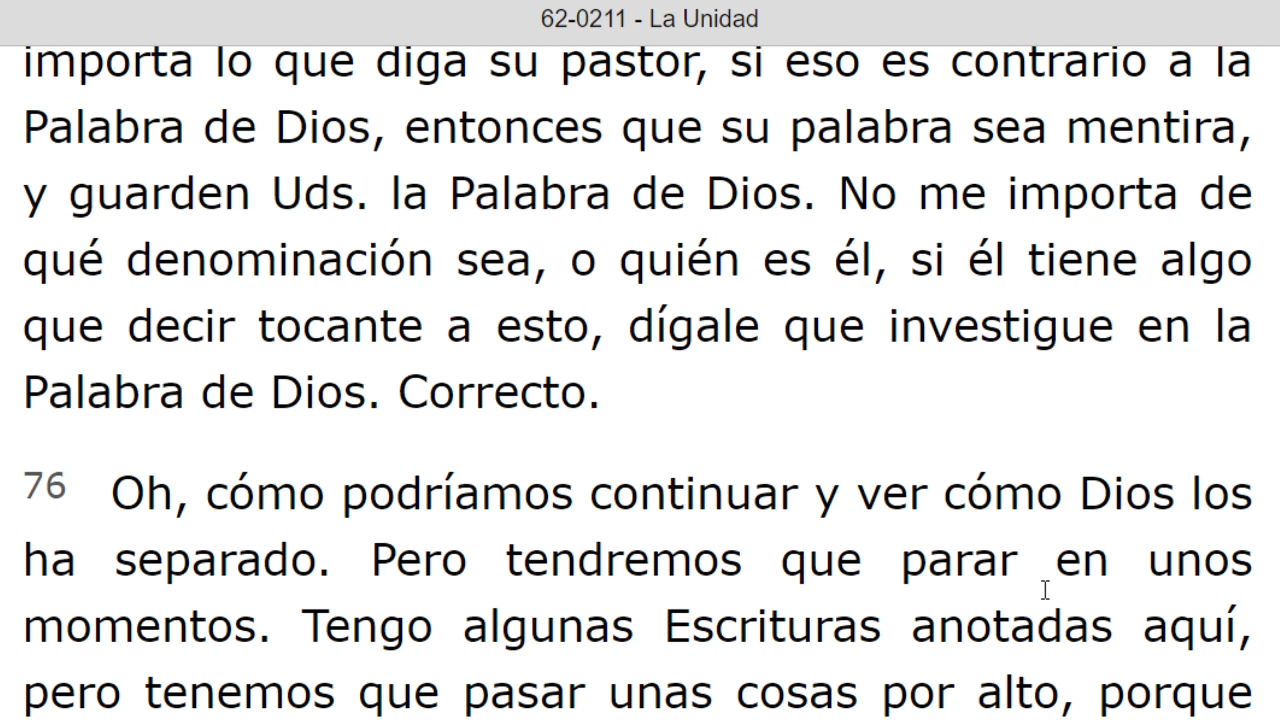 62-0211 - La Unidad
importa lo que diga su pastor, si eso es contrario a la
Palabra de Dios, entonces que su palabra sea mentira,
y guarden Uds. la Palabra de Dios. No me importa de
qué denominación sea, o quién es él, si él tiene algo
que decir tocante a esto, dígale que investigue en la
Palabra de Dios. Correcto.
76 Oh, cómo podríamos continuar y ver cómo Dios los
ha separado. Pero tendremos que parar en unos
momentos. Tengo algunas Escrituras anotadas aquí,
pero tenemos que pasar unas cosas por alto, porque